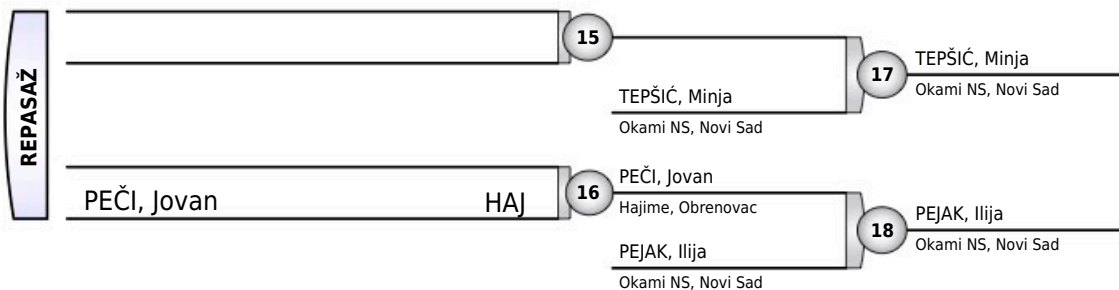 REPASAŽ
15
TEPŠIĆ, Minja
Okami NS, Novi Sad
17
TEPŠIĆ, Minja
Okami NS, Novi Sad
PEČI, Jovan HAJ
16
PEČI, Jovan
Hajime, Obrenovac
PEJAK, Ilija
Okami NS, Novi Sad
18
PEJAK, Ilija
Okami NS, Novi Sad